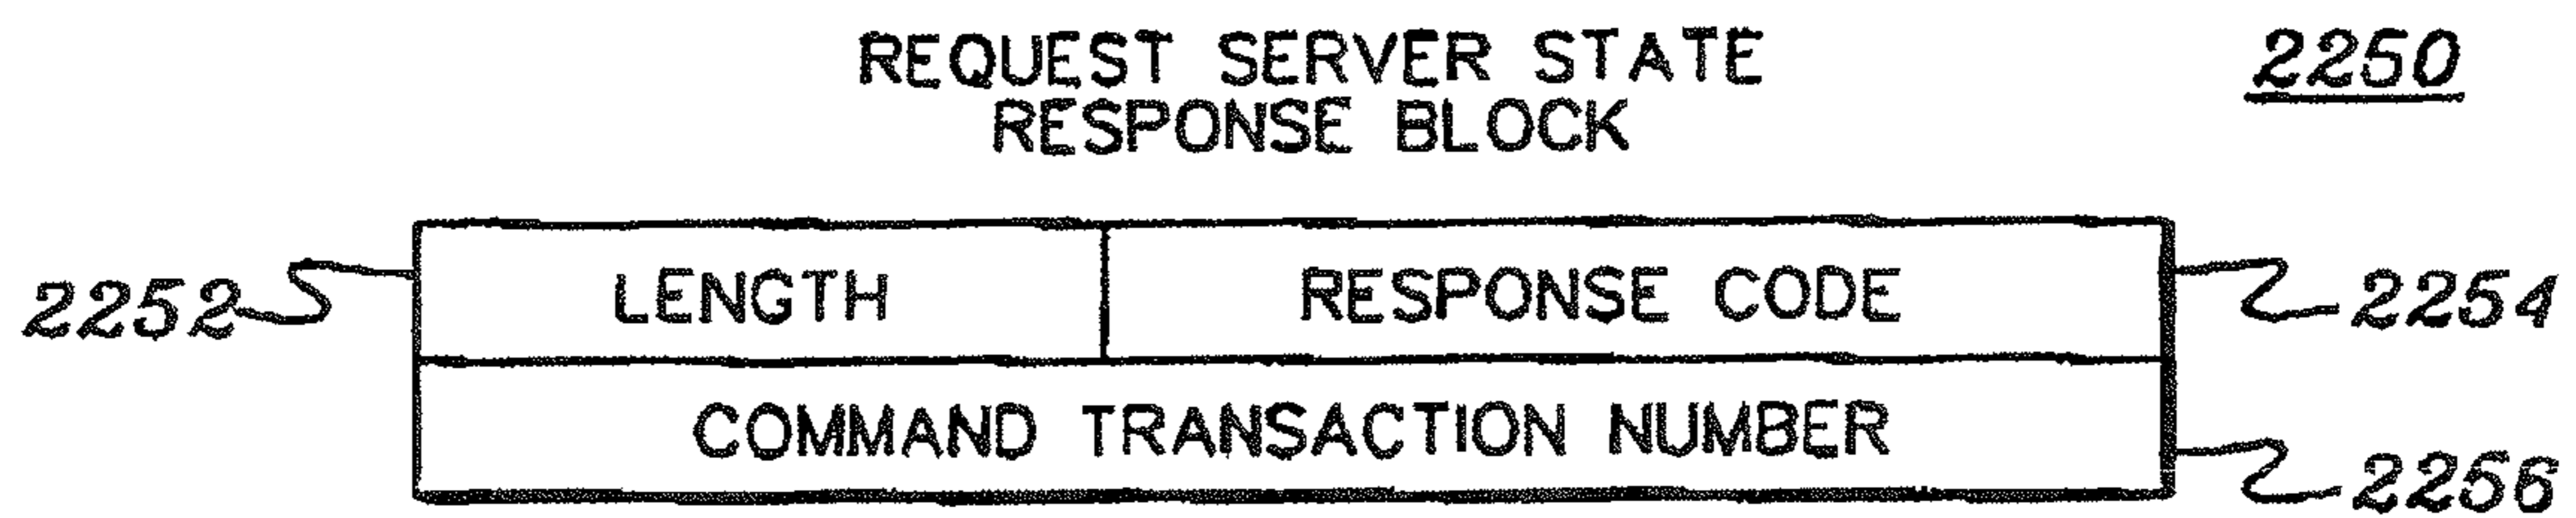 REQUEST SERVER STATE
RESPONSE BLOCK
2250
2252 LENGTH RESPONSE CODE 2254
COMMAND TRANSACTION NUMBER 2256